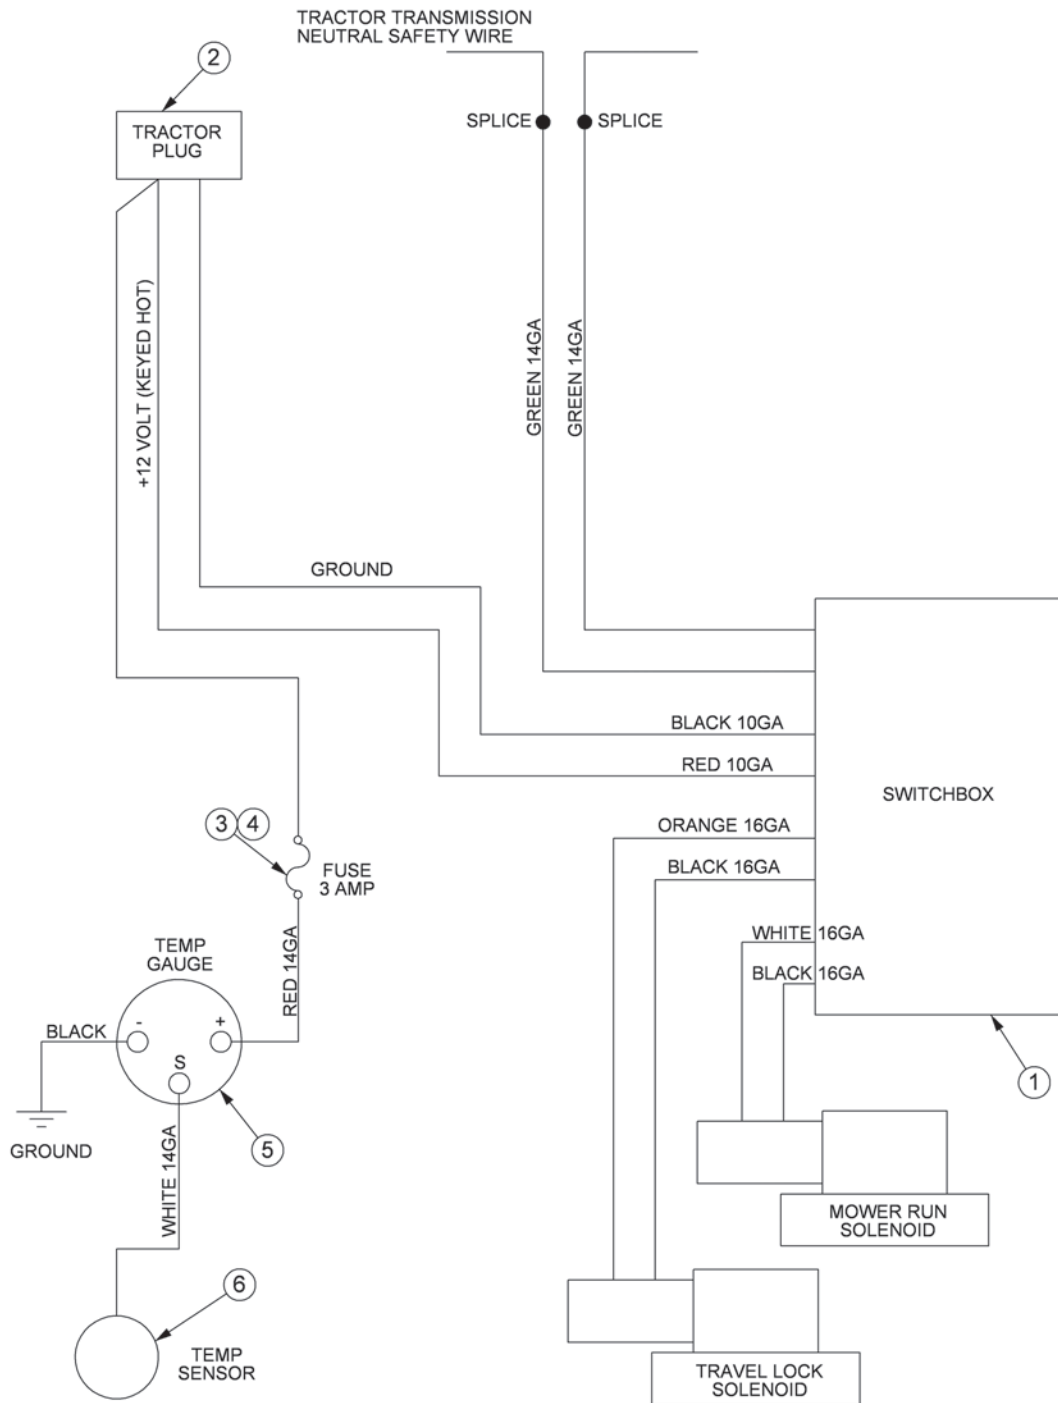 TRACTOR TRANSMISSION
NEUTRAL SAFETY WIRE
2
TRACTOR
PLUG
SPLICE
SPLICE
+12 VOLT (KEYED HOT)
GREEN 14GA
GREEN 14GA
GROUND
BLACK 10GA
RED 10GA
SWITCHBOX
ORANGE 16GA
BLACK 16GA
WHITE 16GA
BLACK 16GA
3 4
FUSE
3 AMP
RED 14GA
TEMP
GAUGE
BLACK
-
+
S
GROUND
5
1
WHITE 14GA
MOWER RUN
SOLENOID
6
TEMP
SENSOR
TRAVEL LOCK
SOLENOID